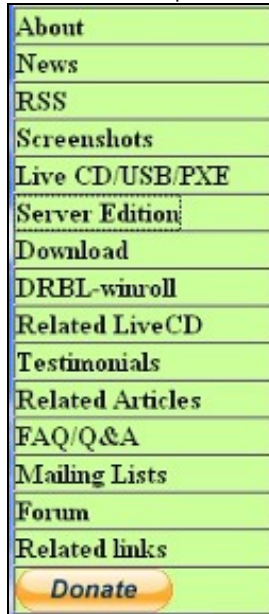 About
News
RSS
Screenshots
Live CD/USB/PXE
Server Edition
Download
DRBL-winroll
Related LiveCD
Testimonials
Related Articles
FAQ/Q&A
Mailing Lists
Forum
Related links
Donate